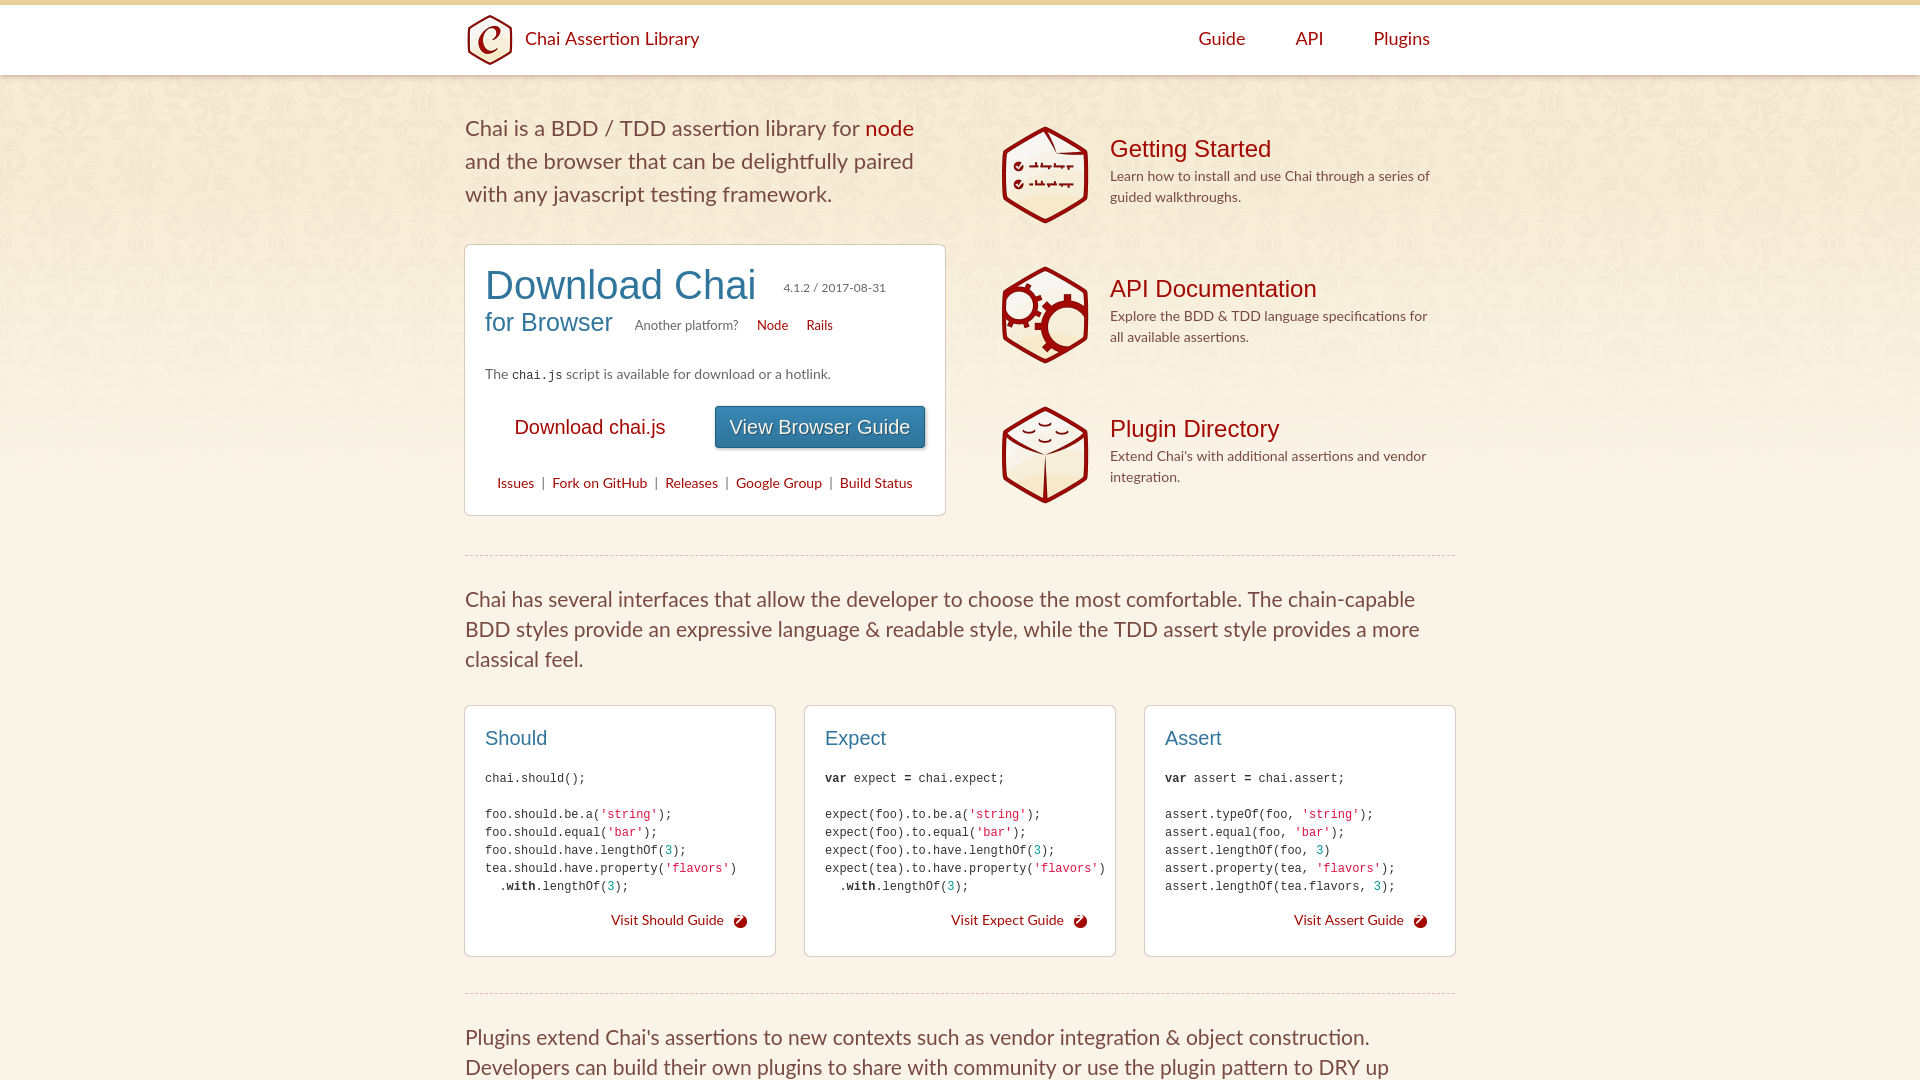 Chai Assertion Library
Guide
API
Plugins
Chai is a BDD / TDD assertion library for node
and the browser that can be delightfully paired
with any javascript testing framework.
Download Chai
4.1.2 / 2017-08-31
for Browser
Another platform?
Node
Rails
The chai.js script is available for download or a hotlink.
Download chai.js
View Browser Guide
Issues | Fork on GitHub | Releases | Google Group | Build Status
Getting Started
Learn how to install and use Chai through a series of
guided walkthroughs.
API Documentation
Explore the BDD & TDD language specifications for
all available assertions.
Plugin Directory
Extend Chai's with additional assertions and vendor
integration.
Chai has several interfaces that allow the developer to choose the most comfortable. The chain-capable
BDD styles provide an expressive language & readable style, while the TDD assert style provides a more
classical feel.
Should
chai.should();
foo.should.be.a('string');
foo.should.equal('bar');
foo.should.have.lengthOf(3);
tea.should.have.property('flavors')
  .with.lengthOf(3);
Visit Should Guide
Expect
var expect = chai.expect;
expect(foo).to.be.a('string');
expect(foo).to.equal('bar');
expect(foo).to.have.lengthOf(3);
expect(tea).to.have.property('flavors')
  .with.lengthOf(3);
Visit Expect Guide
Assert
var assert = chai.assert;
assert.typeOf(foo, 'string');
assert.equal(foo, 'bar');
assert.lengthOf(foo, 3)
assert.property(tea, 'flavors');
assert.lengthOf(tea.flavors, 3);
Visit Assert Guide
Plugins extend Chai's assertions to new contexts such as vendor integration & object construction.
Developers can build their own plugins to share with community or use the plugin pattern to DRY up